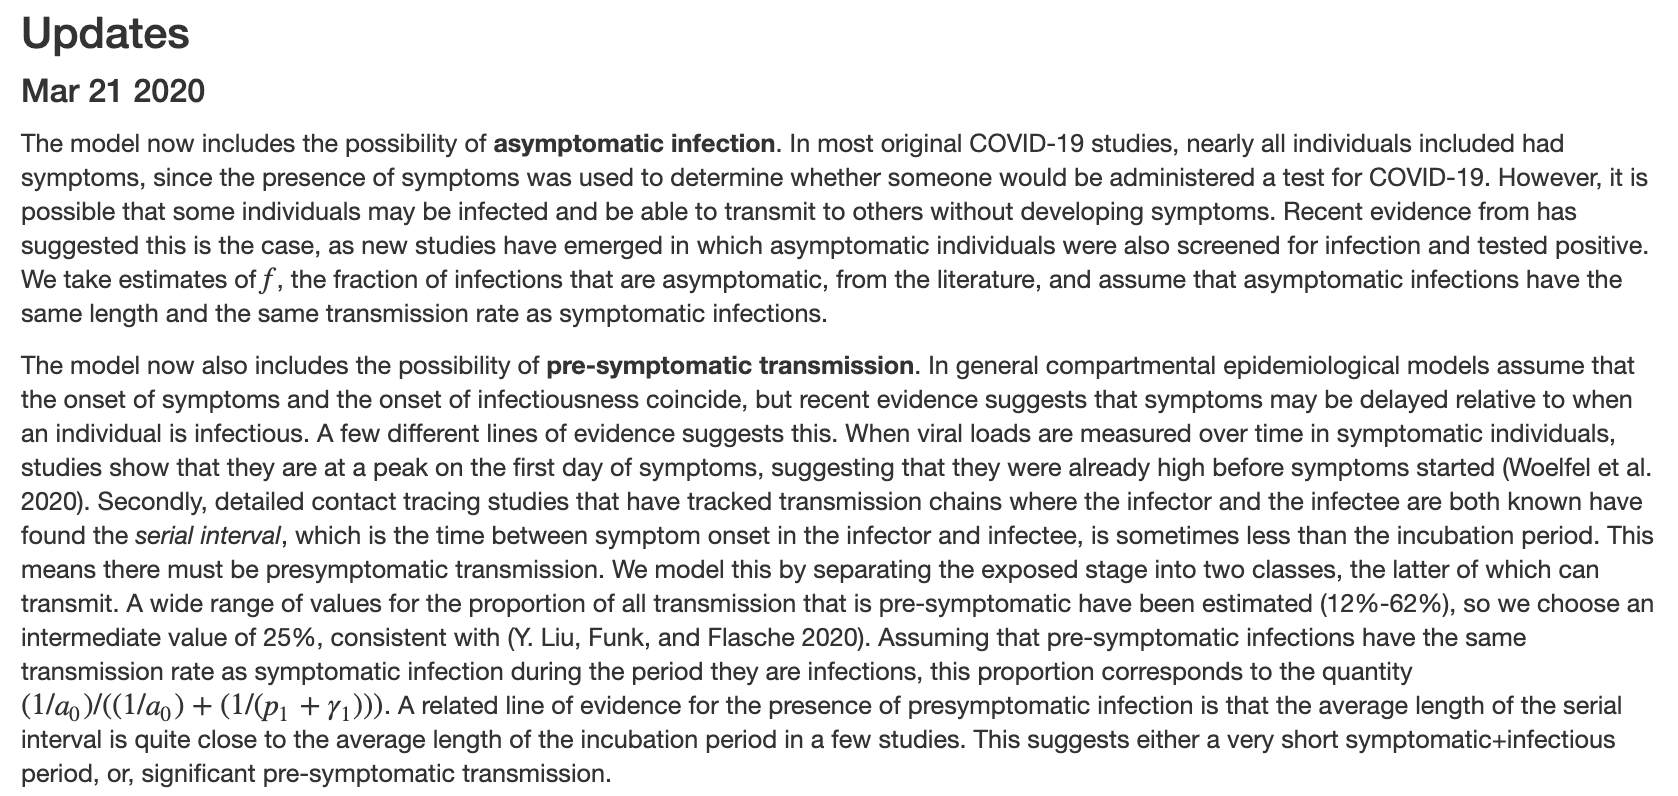 Updates
Mar 21 2020
The model now includes the possibility of asymptomatic infection. In most original COVID-19 studies, nearly all individuals included had
symptoms, since the presence of symptoms was used to determine whether someone would be administered a test for COVID-19. However, it is
possible that some individuals may be infected and be able to transmit to others without developing symptoms. Recent evidence from has
suggested this is the case, as new studies have emerged in which asymptomatic individuals were also screened for infection and tested positive.
We take estimates of f, the fraction of infections that are asymptomatic, from the literature, and assume that asymptomatic infections have the
same length and the same transmission rate as symptomatic infections.
The model now also includes the possibility of pre-symptomatic transmission. In general compartmental epidemiological models assume that
the onset of symptoms and the onset of infectiousness coincide, but recent evidence suggests that symptoms may be delayed relative to when
an individual is infectious. A few different lines of evidence suggests this. When viral loads are measured over time in symptomatic individuals,
studies show that they are at a peak on the first day of symptoms, suggesting that they were already high before symptoms started (Woelfel et al.
2020). Secondly, detailed contact tracing studies that have tracked transmission chains where the infector and the infectee are both known have
found the serial interval, which is the time between symptom onset in the infector and infectee, is sometimes less than the incubation period. This
means there must be presymptomatic transmission. We model this by separating the exposed stage into two classes, the latter of which can
transmit. A wide range of values for the proportion of all transmission that is pre-symptomatic have been estimated (12%-62%), so we choose an
intermediate value of 25%, consistent with (Y. Liu, Funk, and Flasche 2020). Assuming that pre-symptomatic infections have the same
transmission rate as symptomatic infection during the period they are infections, this proportion corresponds to the quantity
(1/a₀)/((1/a₀) + (1/(p₁ + γ₁))). A related line of evidence for the presence of presymptomatic infection is that the average length of the serial
interval is quite close to the average length of the incubation period in a few studies. This suggests either a very short symptomatic+infectious
period, or, significant pre-symptomatic transmission.